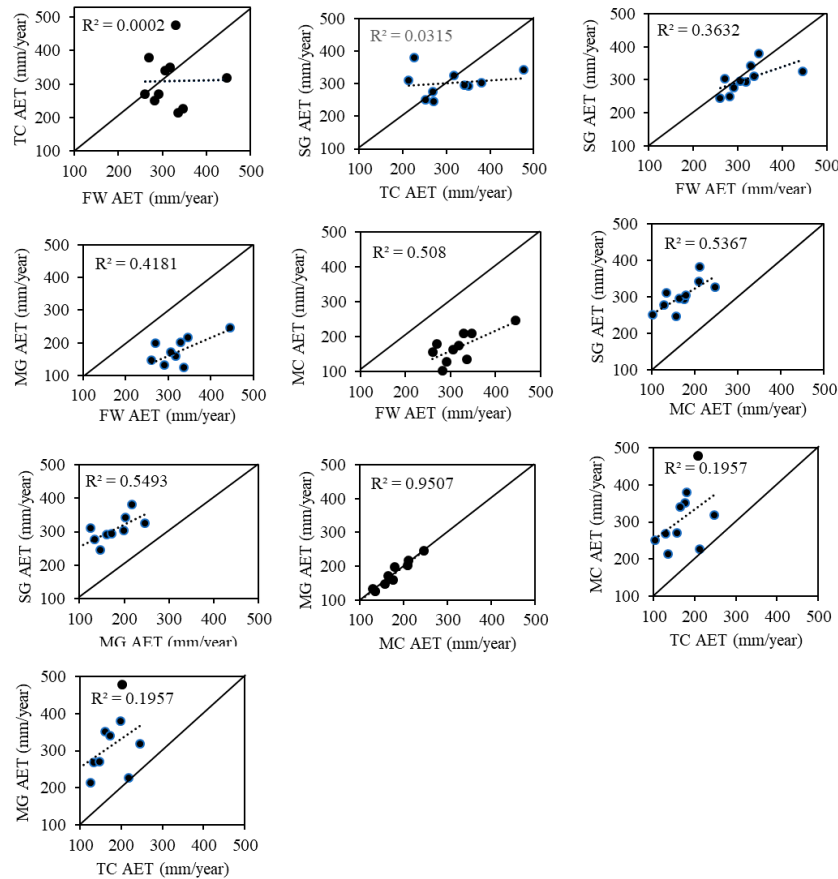 TC AET (mm/year)
500
400
300
200
100
R² = 0.0002
100 200 300 400 500
FW AET (mm/year)
SG AET (mm/year)
500
400
300
200
100
R² = 0.0315
100 200 300 400 500
TC AET (mm/year)
SG AET (mm/year)
500
400
300
200
100
R² = 0.3632
100 200 300 400 500
FW AET (mm/year)
MG AET (mm/year)
500
400
300
200
100
R² = 0.4181
100 200 300 400 500
FW AET (mm/year)
MC AET (mm/year)
500
400
300
200
100
R² = 0.508
100 200 300 400 500
FW AET (mm/year)
SG AET (mm/year)
500
400
300
200
100
R² = 0.5367
100 200 300 400 500
MC AET (mm/year)
SG AET (mm/year)
500
400
300
200
100
R² = 0.5493
100 200 300 400 500
MG AET (mm/year)
MG AET (mm/year)
500
400
300
200
100
R² = 0.9507
100 200 300 400 500
MC AET (mm/year)
MC AET (mm/year)
500
400
300
200
100
R² = 0.1957
100 200 300 400 500
TC AET (mm/year)
MG AET (mm/year)
500
400
300
200
100
R² = 0.1957
100 200 300 400 500
TC AET (mm/year)